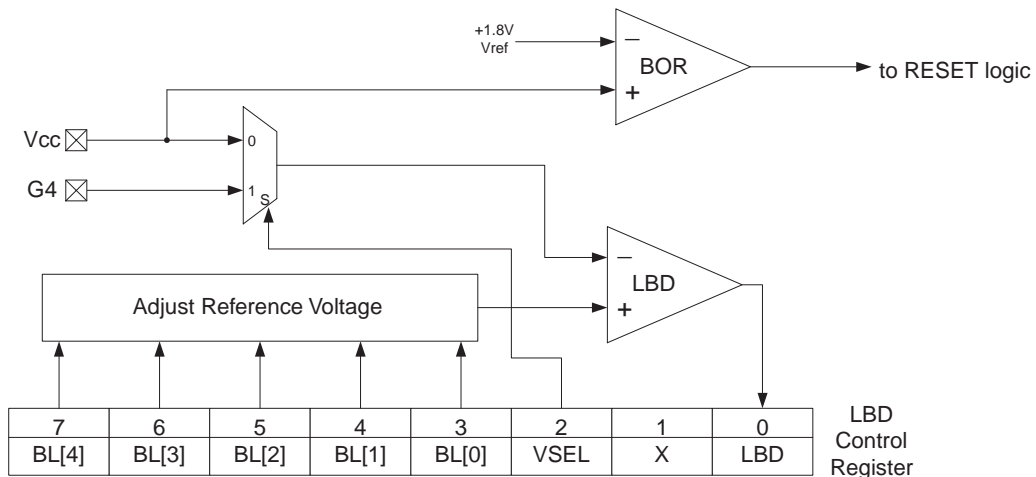 +1.8V
Vref
−
BOR
+
to RESET logic
Vcc
0
G4
1
S
−
LBD
+
Adjust Reference Voltage
7 6 5 4 3 2 1 0
BL[4] BL[3] BL[2] BL[1] BL[0] VSEL X LBD
LBD
Control
Register